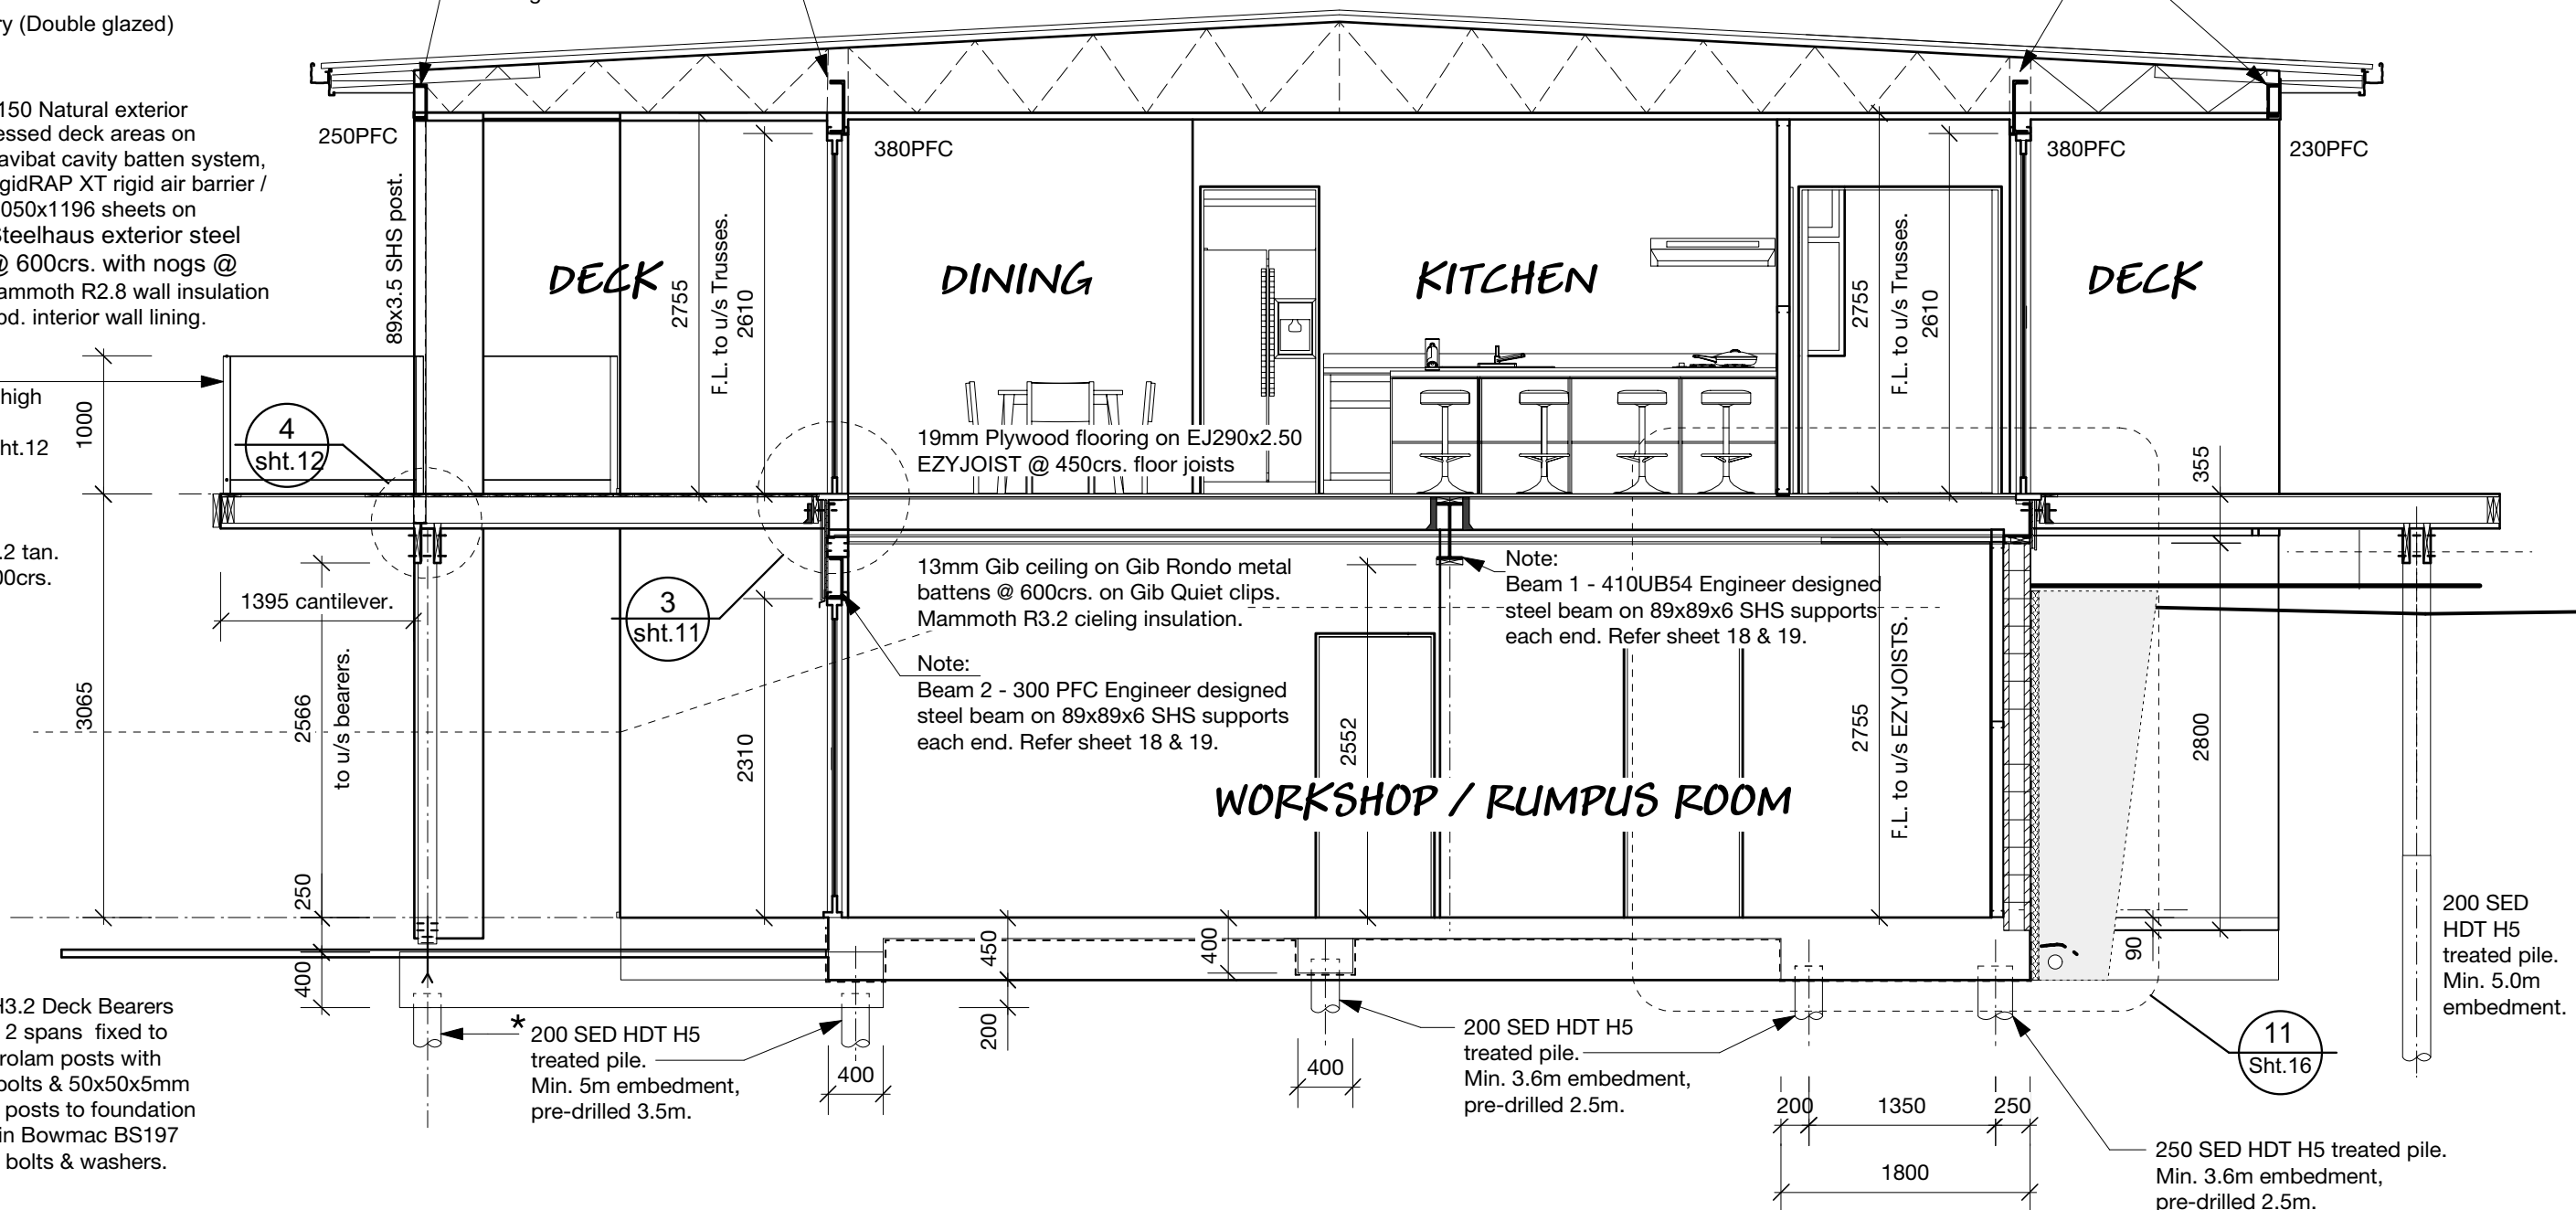 ry (Double glazed)
150 Natural exterior
essed deck areas on
avibat cavity batten system,
gidRAP XT rigid air barrier /
050x1196 sheets on
Steelhaus exterior steel
@ 600crs. with nogs @
ammoth R2.8 wall insulation
od. interior wall lining.
high
ht.12
1000
3065
.2 tan.
00crs.
H3.2 Deck Bearers
2 spans fixed to
rolam posts with
bolts & 50x50x5mm
posts to foundation
in Bowmac BS197
bolts & washers.
250PFC
89x3.5 SHS post.
DECK
2755
F.L. to u/s Trusses.
2610
380PFC
DINING
KITCHEN
2755
F.L. to u/s Trusses.
2610
380PFC
230PFC
DECK
4
sht.12
19mm Plywood flooring on EJ290x2.50
EZYJOIST @ 450crs. floor joists
355
1395 cantilever.
2566
to u/s bearers.
250
400
3
sht.11
2310
13mm Gib ceiling on Gib Rondo metal
battens @ 600crs. on Gib Quiet clips.
Mammoth R3.2 cieling insulation.
Note:
Beam 2 - 300 PFC Engineer designed
steel beam on 89x89x6 SHS supports
each end. Refer sheet 18 & 19.
Note:
Beam 1 - 410UB54 Engineer designed
steel beam on 89x89x6 SHS supports
each end. Refer sheet 18 & 19.
2552
2755
F.L. to u/s EZYJOISTS.
2800
WORKSHOP / RUMPUS ROOM
450
200
400
90
200 SED
HDT H5
treated pile.
Min. 5.0m
embedment.
* 200 SED HDT H5
treated pile.
Min. 5m embedment,
pre-drilled 3.5m.
400
400
200 SED HDT H5
treated pile.
Min. 3.6m embedment,
pre-drilled 2.5m.
200
1350
250
1800
11
Sht.16
250 SED HDT H5 treated pile.
Min. 3.6m embedment,
pre-drilled 2.5m.